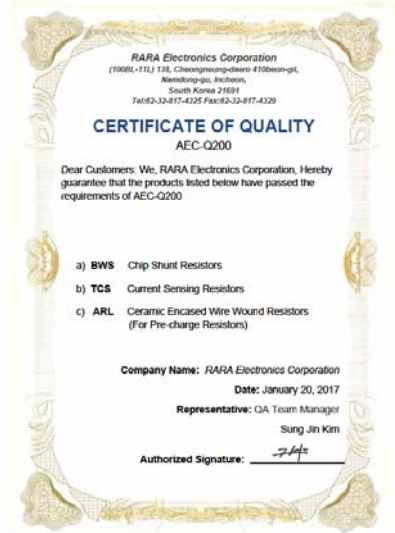 RARA Electronics Corporation
(100BL-11L) 138, Cheongneung-daero 410beon-gil,
Namdong-gu, Incheon,
South Korea 21691
Tel:82-32-817-4325 Fax:82-32-817-4329
CERTIFICATE OF QUALITY
AEC-Q200
Dear Customers: We, RARA Electronics Corporation, Hereby
guarantee that the products listed below have passed the
requirements of AEC-Q200
a) BWS Chip Shunt Resistors
b) TCS Current Sensing Resistors
c) ARL Ceramic Encased Wire Wound Resistors
(For Pre-charge Resistors)
Company Name: RARA Electronics Corporation
Date: January 20, 2017
Representative: QA Team Manager
Sung Jin Kim
Authorized Signature: